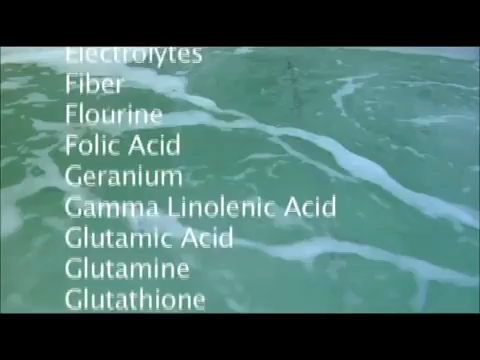 Electrolytes
Fiber
Flourine
Folic Acid
Geranium
Gamma Linolenic Acid
Glutamic Acid
Glutamine
Glutathione